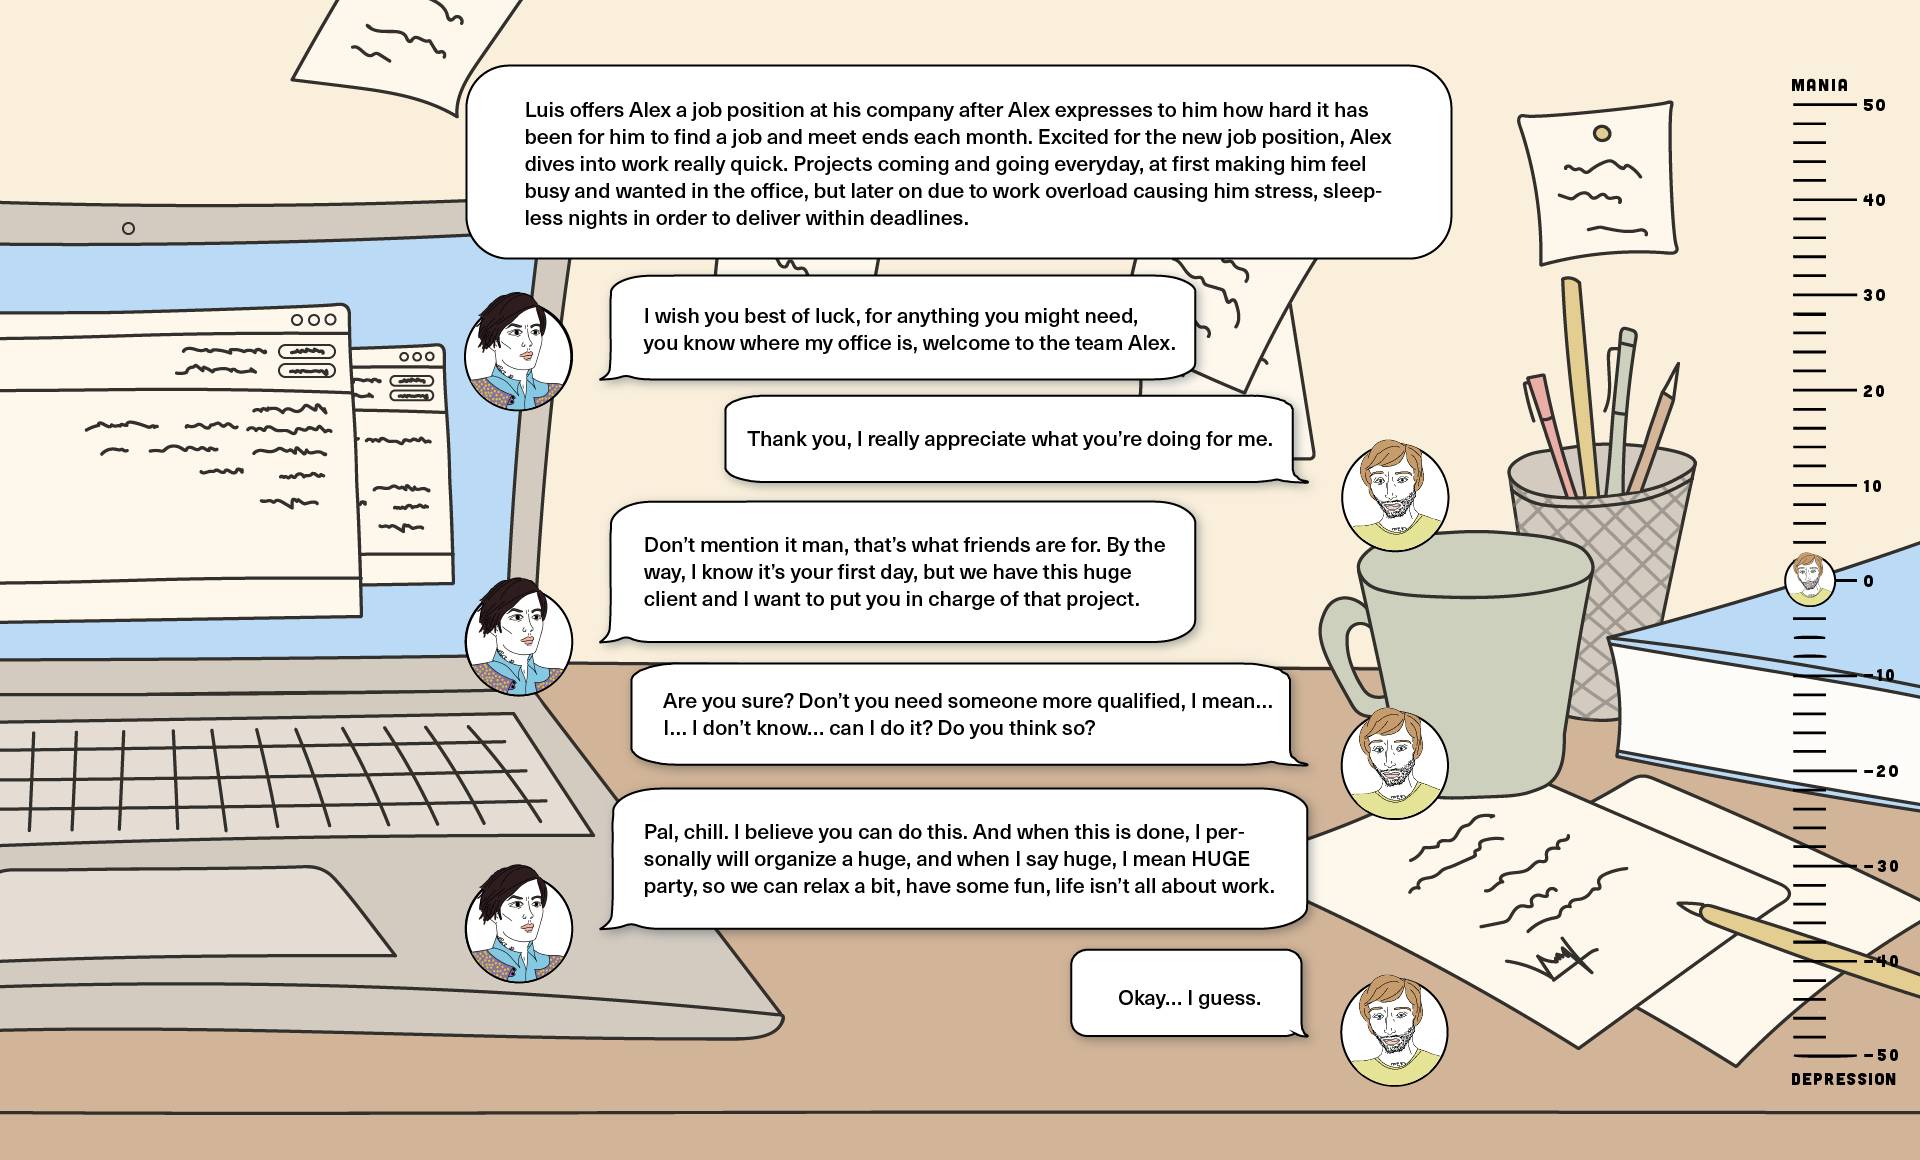 Luis offers Alex a job position at his company after Alex expresses to him how hard it has
been for him to find a job and meet ends each month. Excited for the new job position, Alex
dives into work really quick. Projects coming and going everyday, at first making him feel
busy and wanted in the office, but later on due to work overload causing him stress, sleep-
less nights in order to deliver within deadlines.
I wish you best of luck, for anything you might need,
you know where my office is, welcome to the team Alex.
Thank you, I really appreciate what you’re doing for me.
Don’t mention it man, that’s what friends are for. By the
way, I know it’s your first day, but we have this huge
client and I want to put you in charge of that project.
Are you sure? Don’t you need someone more qualified, I mean...
I... I don’t know... can I do it? Do you think so?
Pal, chill. I believe you can do this. And when this is done, I per-
sonally will organize a huge, and when I say huge, I mean HUGE
party, so we can relax a bit, have some fun, life isn’t all about work.
Okay... I guess.
MANIA
50
40
30
20
10
0
-10
-20
-30
-40
-50
DEPRESSION